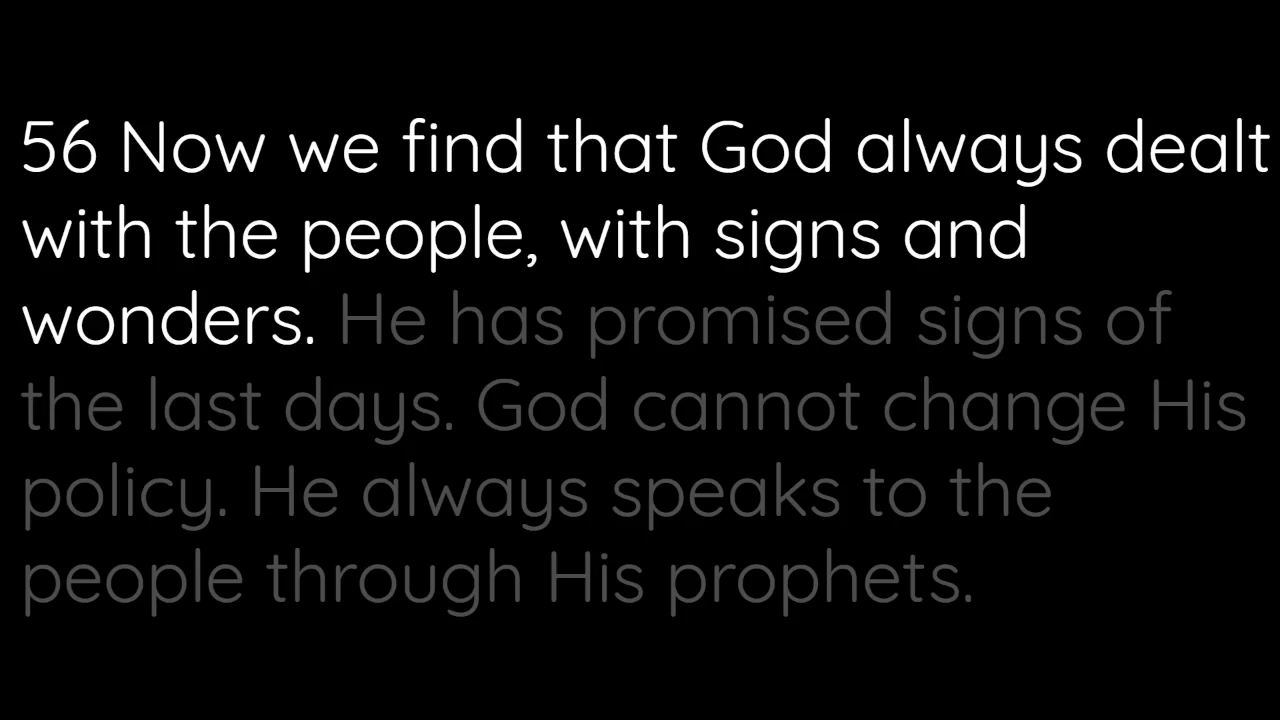 56 Now we find that God always dealt
with the people, with signs and
wonders. He has promised signs of
the last days. God cannot change His
policy. He always speaks to the
people through His prophets.